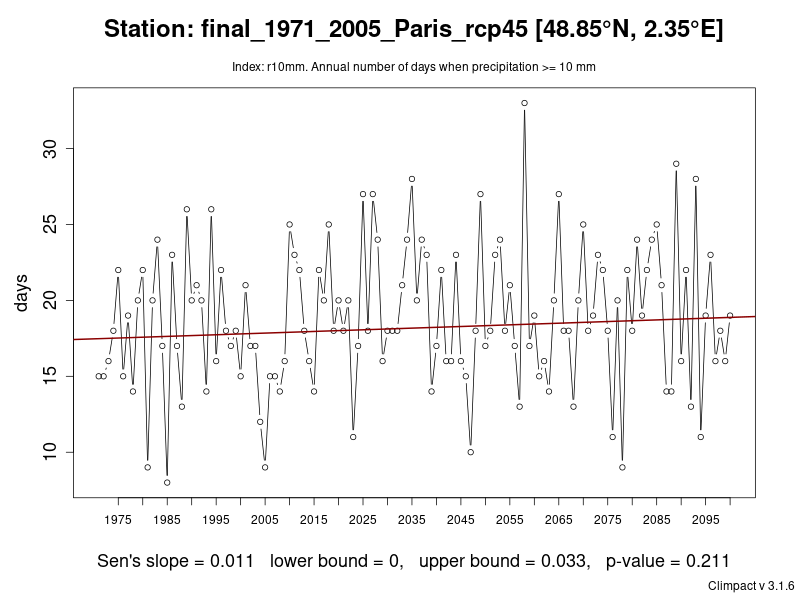 Station: final_1971_2005_Paris_rcp45 [48.85°N, 2.35°E]
Index: r10mm. Annual number of days when precipitation >= 10 mm
days
30
25
20
15
10
1975 1985 1995 2005 2015 2025 2035 2045 2055 2065 2075 2085 2095
Sen's slope = 0.011 lower bound = 0, upper bound = 0.033, p-value = 0.211
Climpact v 3.1.6